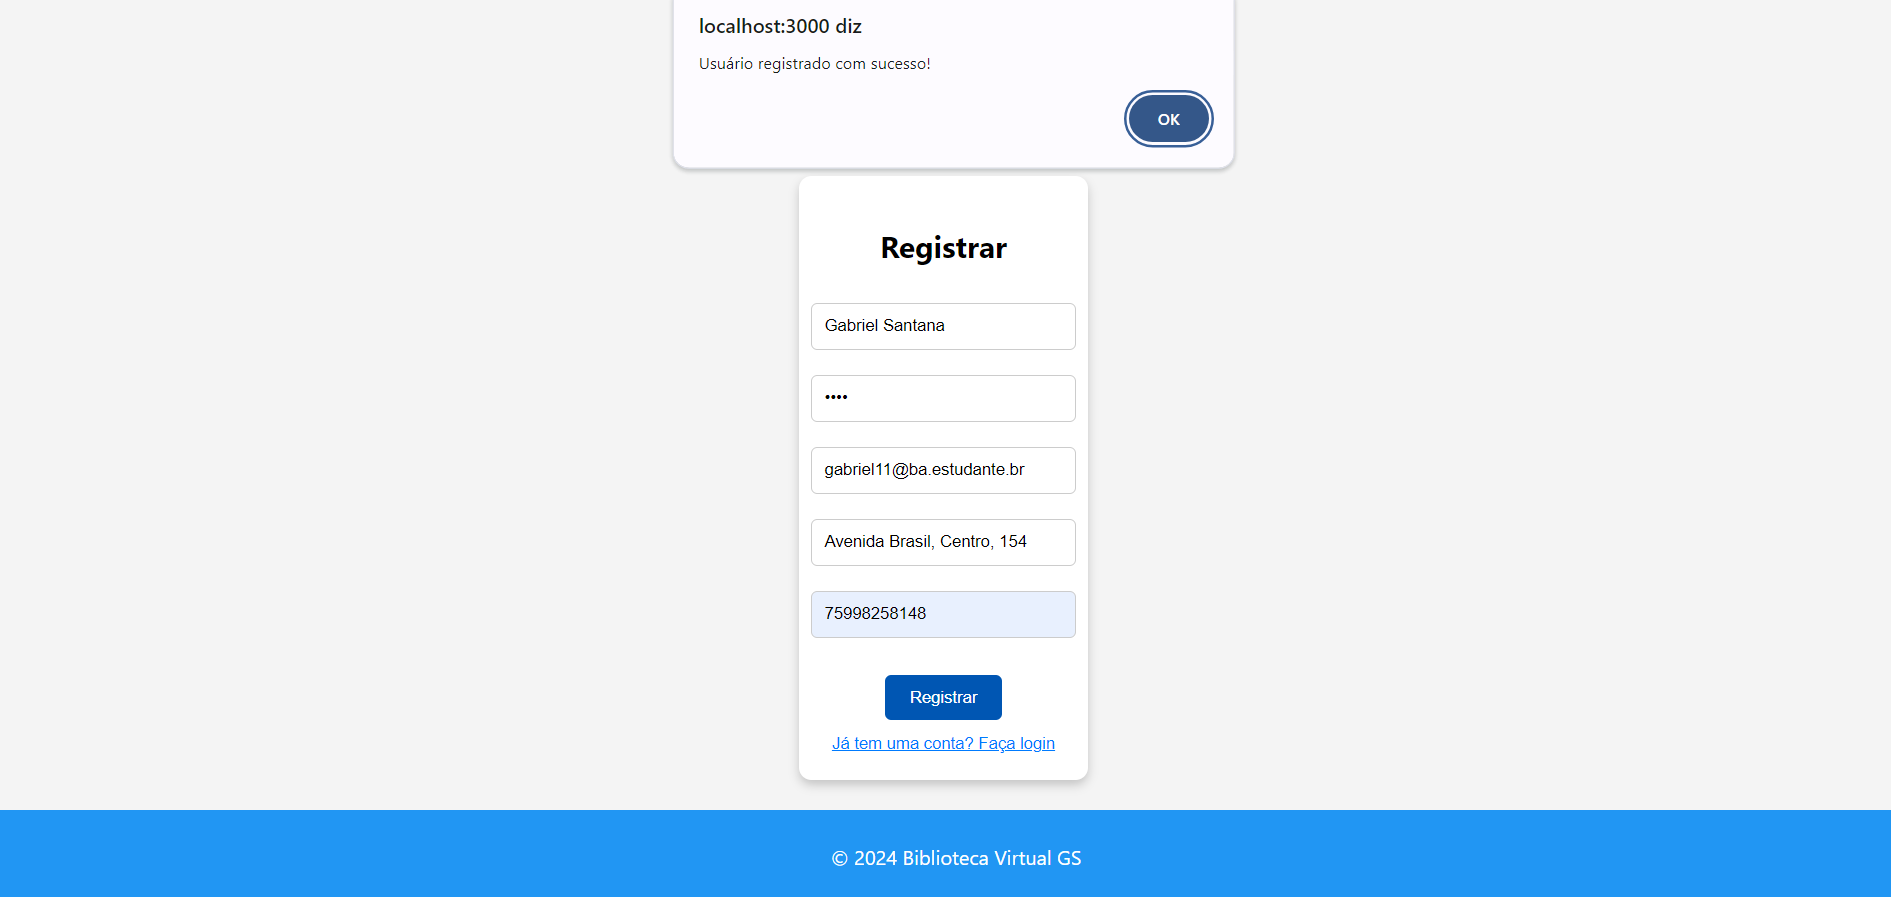 localhost:3000 diz
Usuário registrado com sucesso!
OK
Registrar
Gabriel Santana
••••
gabriel11@ba.estudante.br
Avenida Brasil, Centro, 154
75998258148
Registrar
Já tem uma conta? Faça login
© 2024 Biblioteca Virtual GS